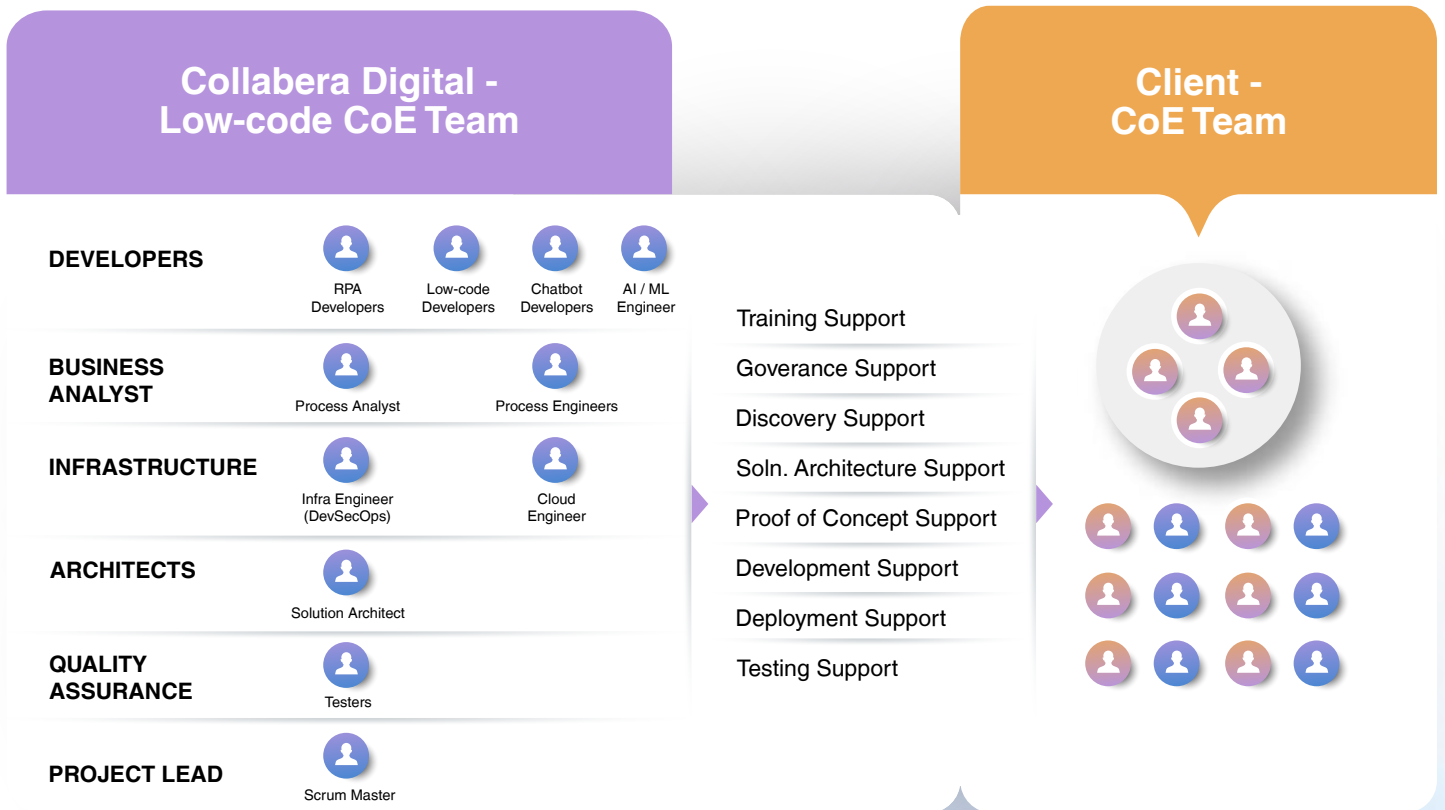 Collabera Digital -
Low-code CoE Team
Client -
CoE Team
DEVELOPERS
RPA
Developers
Low-code
Developers
Chatbot
Developers
AI / ML
Engineer
BUSINESS
ANALYST
Process Analyst
Process Engineers
INFRASTRUCTURE
Infra Engineer
(DevSecOps)
Cloud
Engineer
ARCHITECTS
Solution Architect
QUALITY
ASSURANCE
Testers
PROJECT LEAD
Scrum Master
Training Support
Goverance Support
Discovery Support
Soln. Architecture Support
Proof of Concept Support
Development Support
Deployment Support
Testing Support